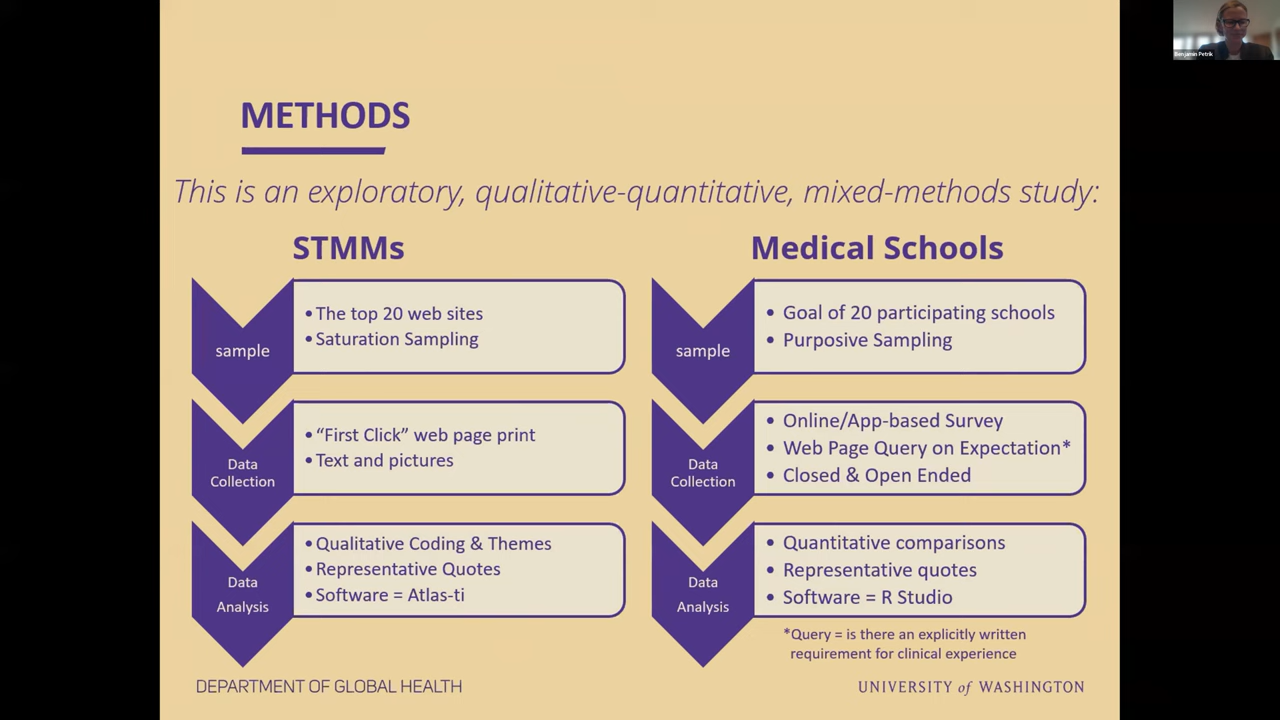 Benjamin Petrik
METHODS
This is an exploratory, qualitative-quantitative, mixed-methods study:
STMMs
sample
•The top 20 web sites
•Saturation Sampling
Data
Collection
•“First Click” web page print
•Text and pictures
Data
Analysis
•Qualitative Coding & Themes
•Representative Quotes
•Software = Atlas-ti
Medical Schools
sample
• Goal of 20 participating schools
• Purposive Sampling
Data
Collection
• Online/App-based Survey
• Web Page Query on Expectation*
• Closed & Open Ended
Data
Analysis
• Quantitative comparisons
• Representative quotes
• Software = R Studio
*Query = is there an explicitly written
requirement for clinical experience
DEPARTMENT OF GLOBAL HEALTH
UNIVERSITY of WASHINGTON